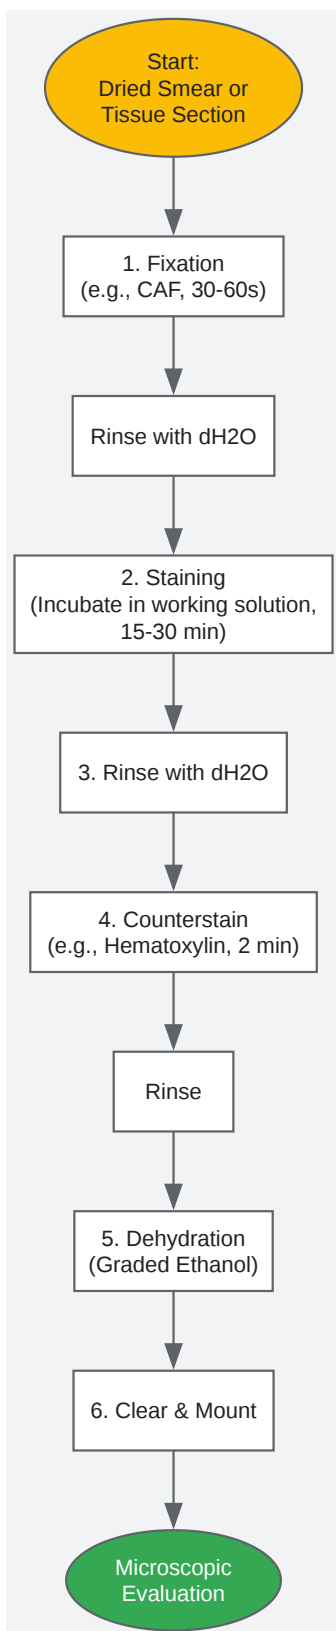 Start:
Dried Smear or
Tissue Section
1. Fixation
(e.g., CAF, 30-60s)
Rinse with dH2O
2. Staining
(Incubate in working solution,
15-30 min)
3. Rinse with dH2O
4. Counterstain
(e.g., Hematoxylin, 2 min)
Rinse
5. Dehydration
(Graded Ethanol)
6. Clear & Mount
Microscopic
Evaluation